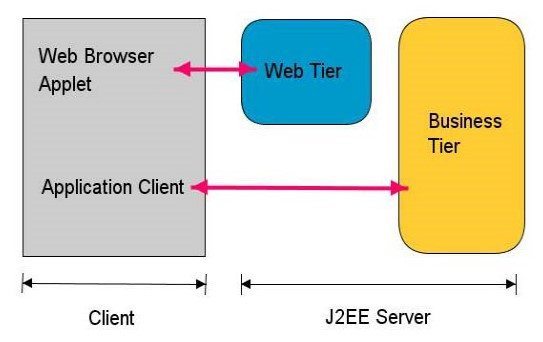 Web Browser
Applet
Web Tier
Business
Tier
Application Client
Client
J2EE Server